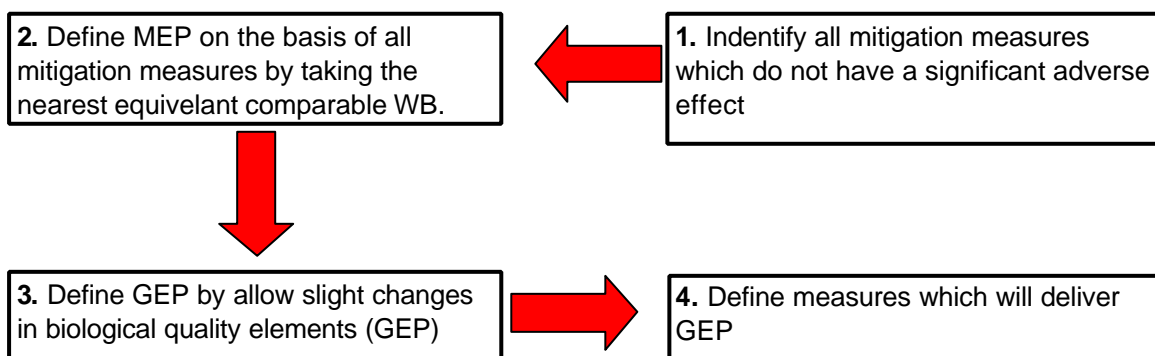 1. Indentify all mitigation measures
which do not have a significant adverse
effect
2. Define MEP on the basis of all
mitigation measures by taking the
nearest equivelant comparable WB.
3. Define GEP by allow slight changes
in biological quality elements (GEP)
4. Define measures which will deliver
GEP